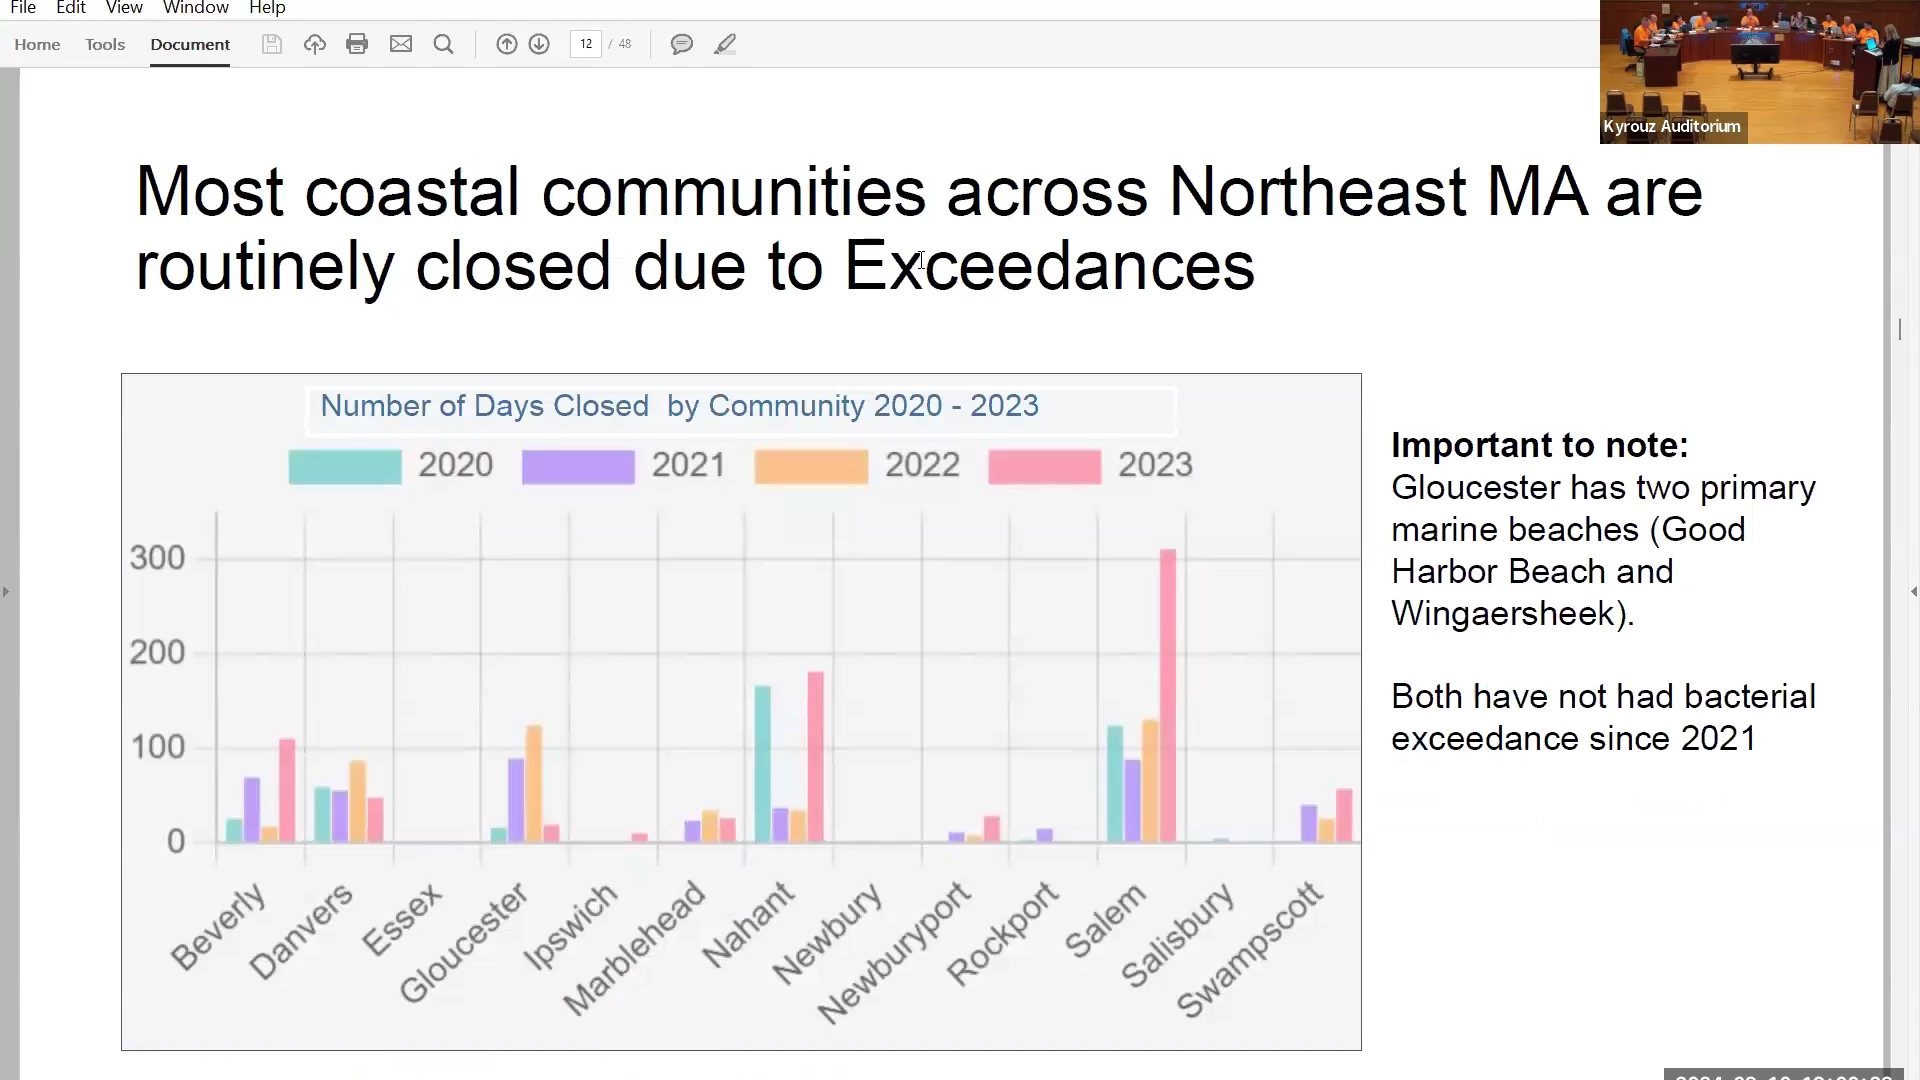 File Edit View Window Help
Home Tools Document 12 / 48
Kyrouz Auditorium
Most coastal communities across Northeast MA are
routinely closed due to Exceedances
Number of Days Closed by Community 2020 - 2023
2020 2021 2022 2023
300
200
100
0
Beverly Danvers Essex Gloucester Ipswich Marblehead Nahant Newbury Newburyport Rockport Salem Salisbury Swampscott
Important to note:
Gloucester has two primary
marine beaches (Good
Harbor Beach and
Wingaersheek).
Both have not had bacterial
exceedance since 2021